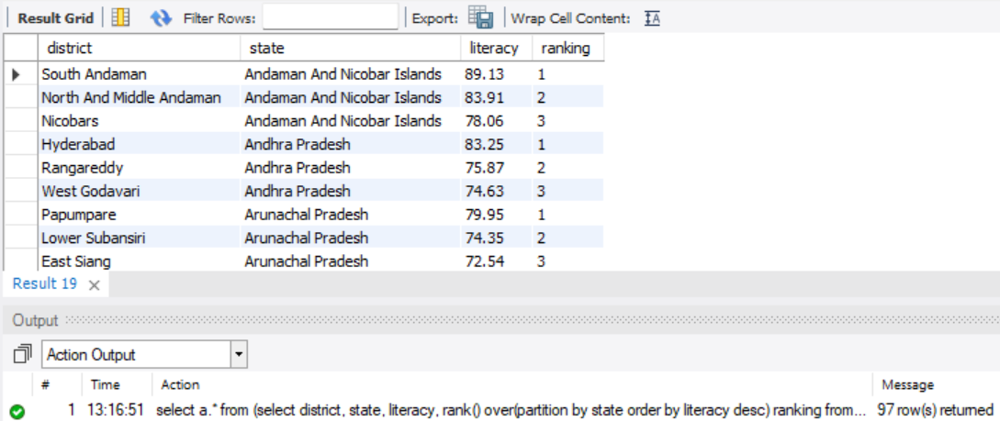 Result Grid Filter Rows: Export: Wrap Cell Content: IA
district state literacy ranking
South Andaman Andaman And Nicobar Islands 89.13 1
North And Middle Andaman Andaman And Nicobar Islands 83.91 2
Nicobars Andaman And Nicobar Islands 78.06 3
Hyderabad Andhra Pradesh 83.25 1
Rangareddy Andhra Pradesh 75.87 2
West Godavari Andhra Pradesh 74.63 3
Papumpare Arunachal Pradesh 79.95 1
Lower Subansiri Arunachal Pradesh 74.35 2
East Siang Arunachal Pradesh 72.54 3
Result 19 ×
Output
Action Output
# Time Action Message
1 13:16:51 select a.* from (select district, state, literacy, rank() over(partition by state order by literacy desc) ranking from... 97 row(s) returned